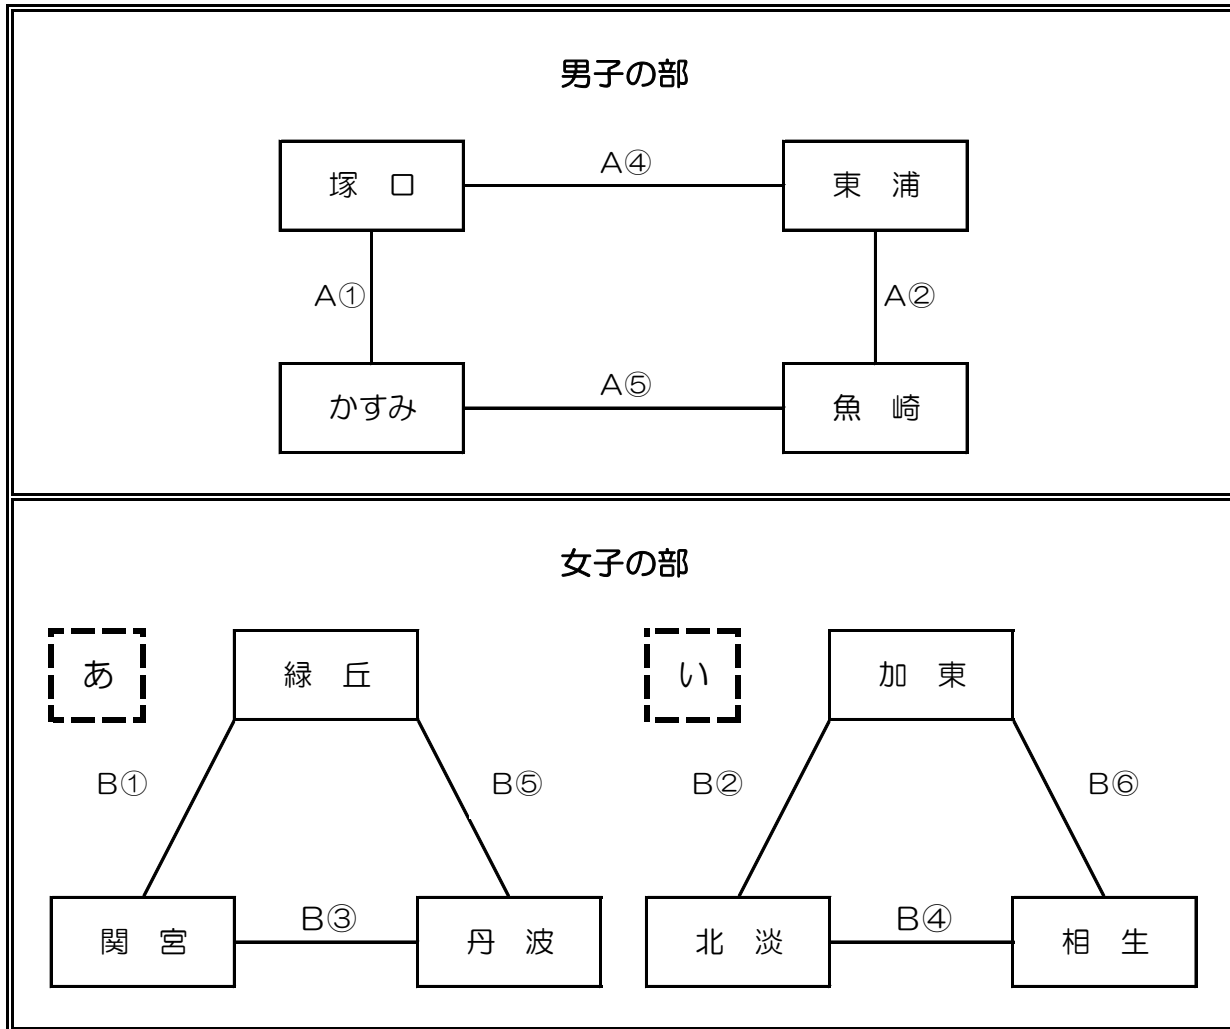 男子の部
塚 口
A④
東 浦
A①
A②
かすみ
A⑤
魚 崎
女子の部
あ
緑 丘
い
加 東
B①
B⑤
B②
B⑥
関 宮
B③
丹 波
北 淡
B④
相 生